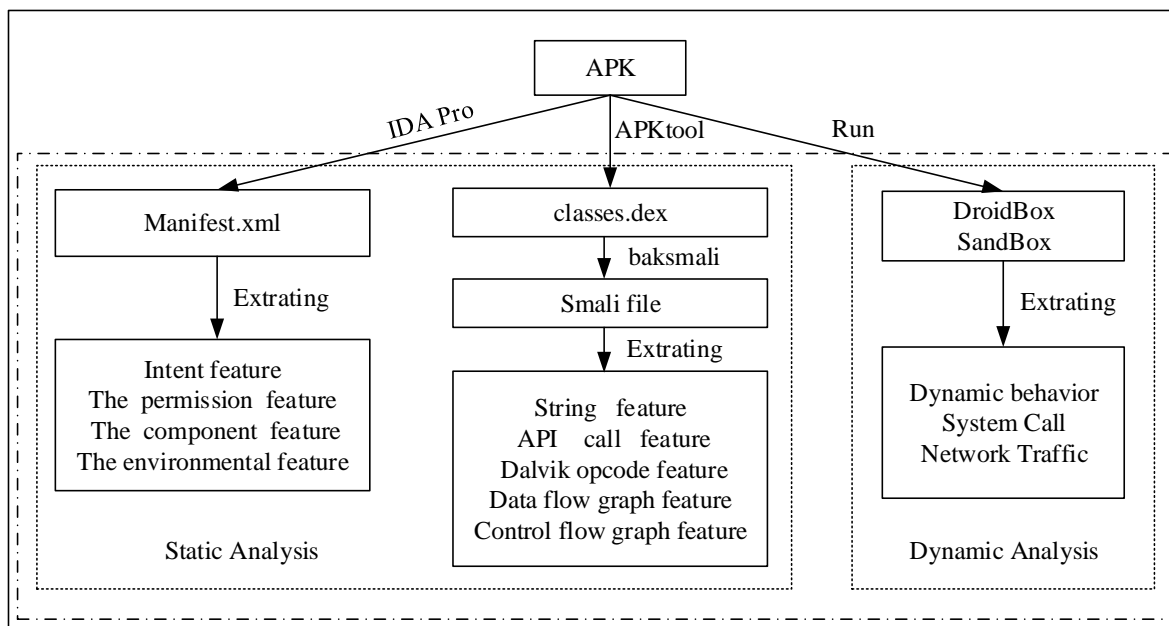 APK
IDA Pro
APKtool
Run
Manifest.xml
Extrating
Intent feature
The permission feature
The component feature
The environmental feature
classes.dex
baksmali
Smali file
Extrating
String feature
API call feature
Dalvik opcode feature
Data flow graph feature
Control flow graph feature
Static Analysis
DroidBox
SandBox
Extrating
Dynamic behavior
System Call
Network Traffic
Dynamic Analysis